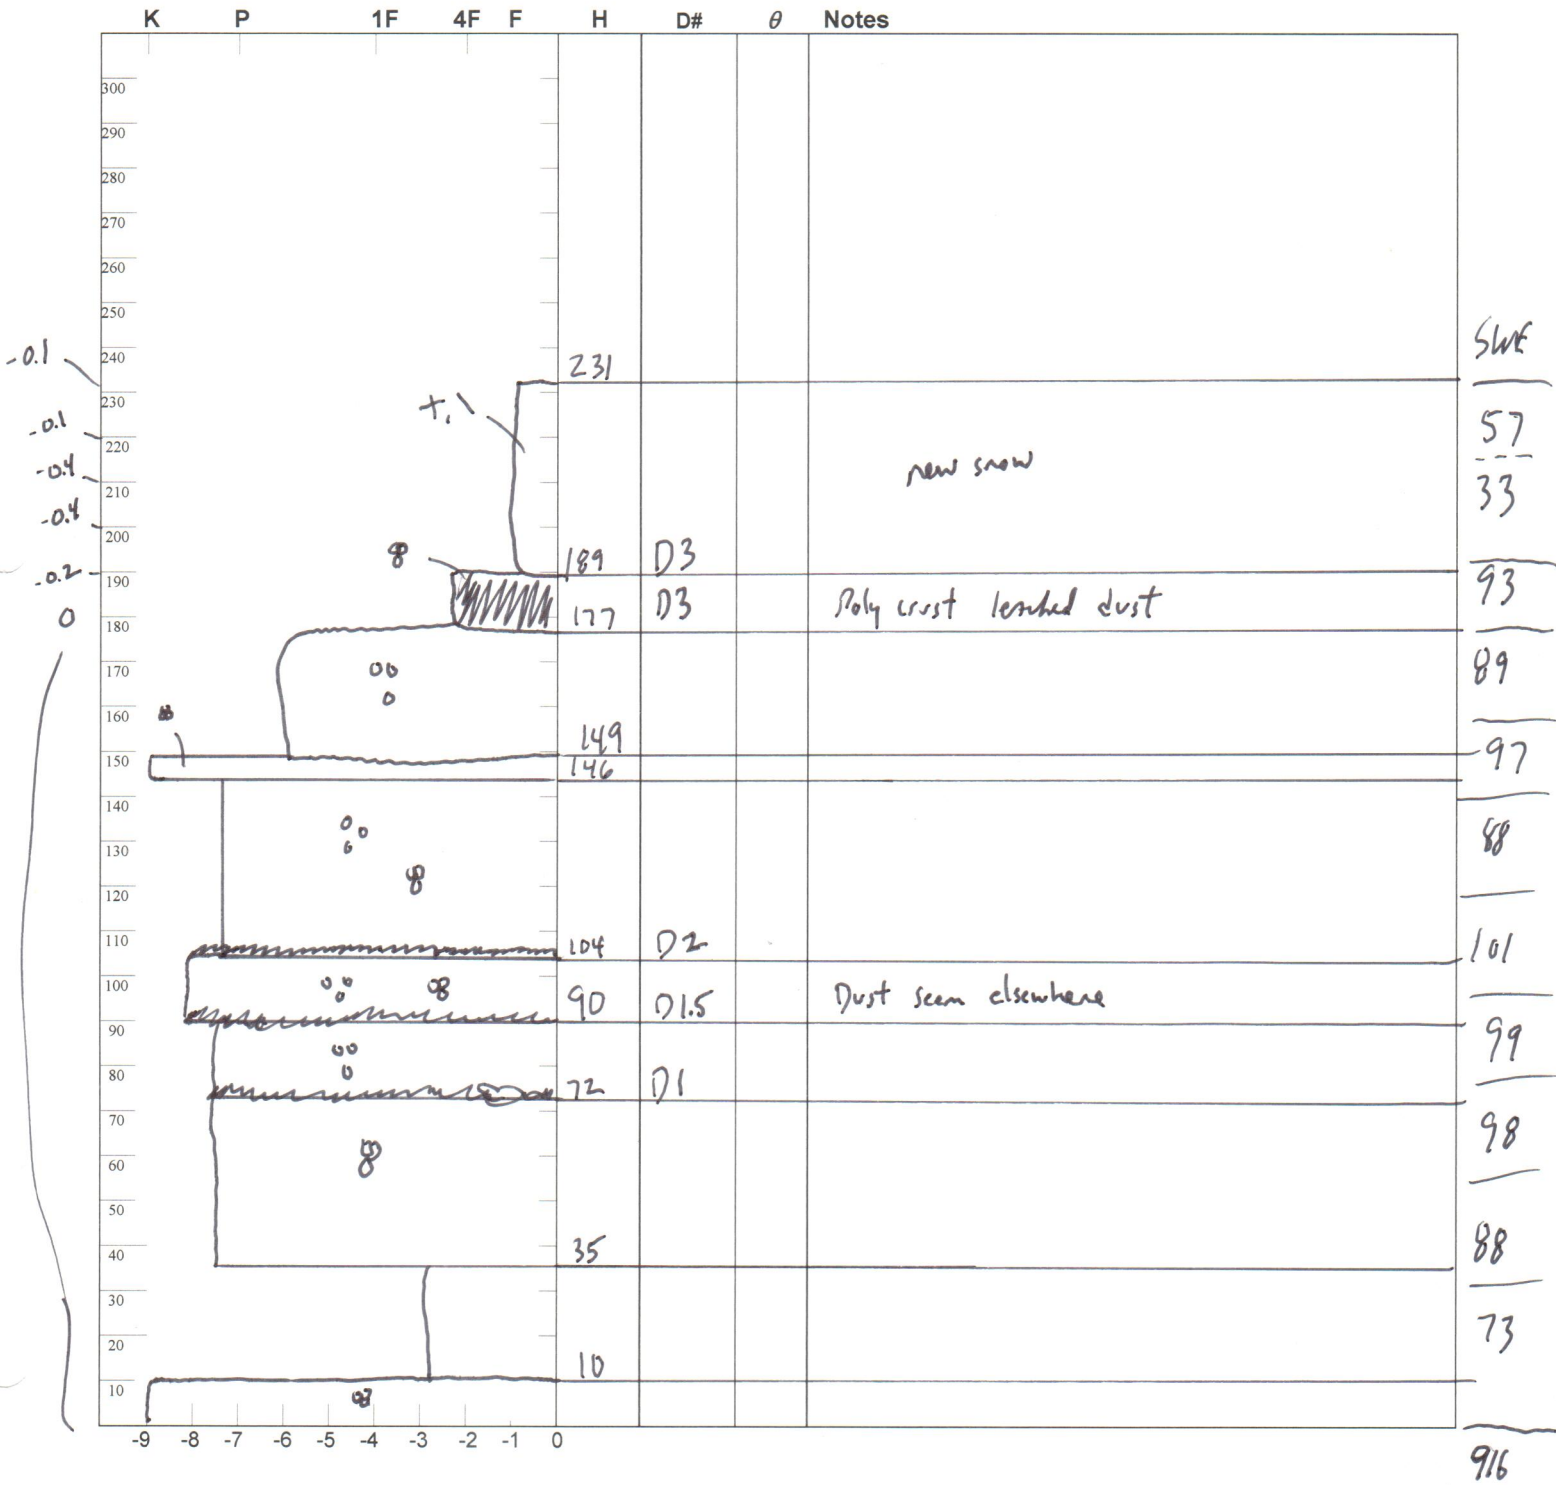 K P 1F 4F F H D# θ Notes
300
290
280
270
260
250
SWE
-0.1 240 231
230
+, \
-0.1 220 57
-0.4 210 new snow 33
-0.4 200
189 D3
-0.2 190 93
0 180 177 D3 Poly crust leached dust
170 89
160
149
150 146 97
140
130 88
120
110 104 D2 101
100 90 D1.5 Dust seen elsewhere
90 99
80 72 D1
70 98
60
50
40 35 88
30
20 73
10 10
-9 -8 -7 -6 -5 -4 -3 -2 -1 0
916